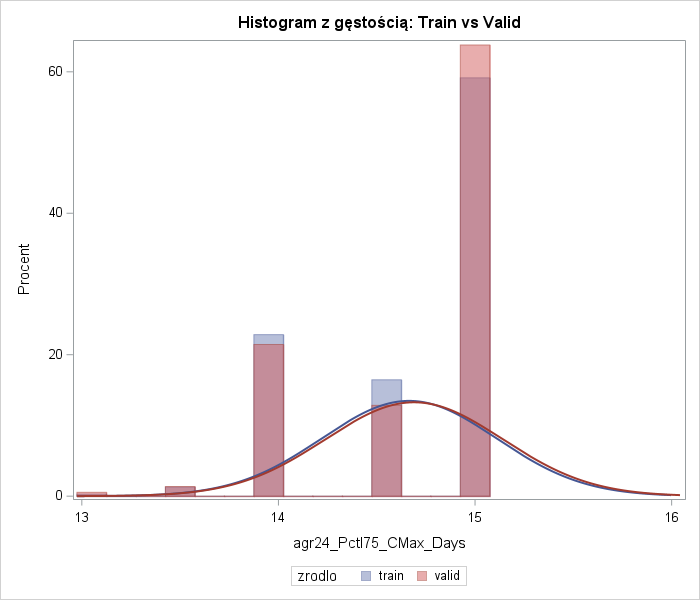 Histogram z gęstością: Train vs Valid
60
40
20
0
Procent
13 14 15 16
agr24_Pctl75_CMax_Days
zrodlo train valid